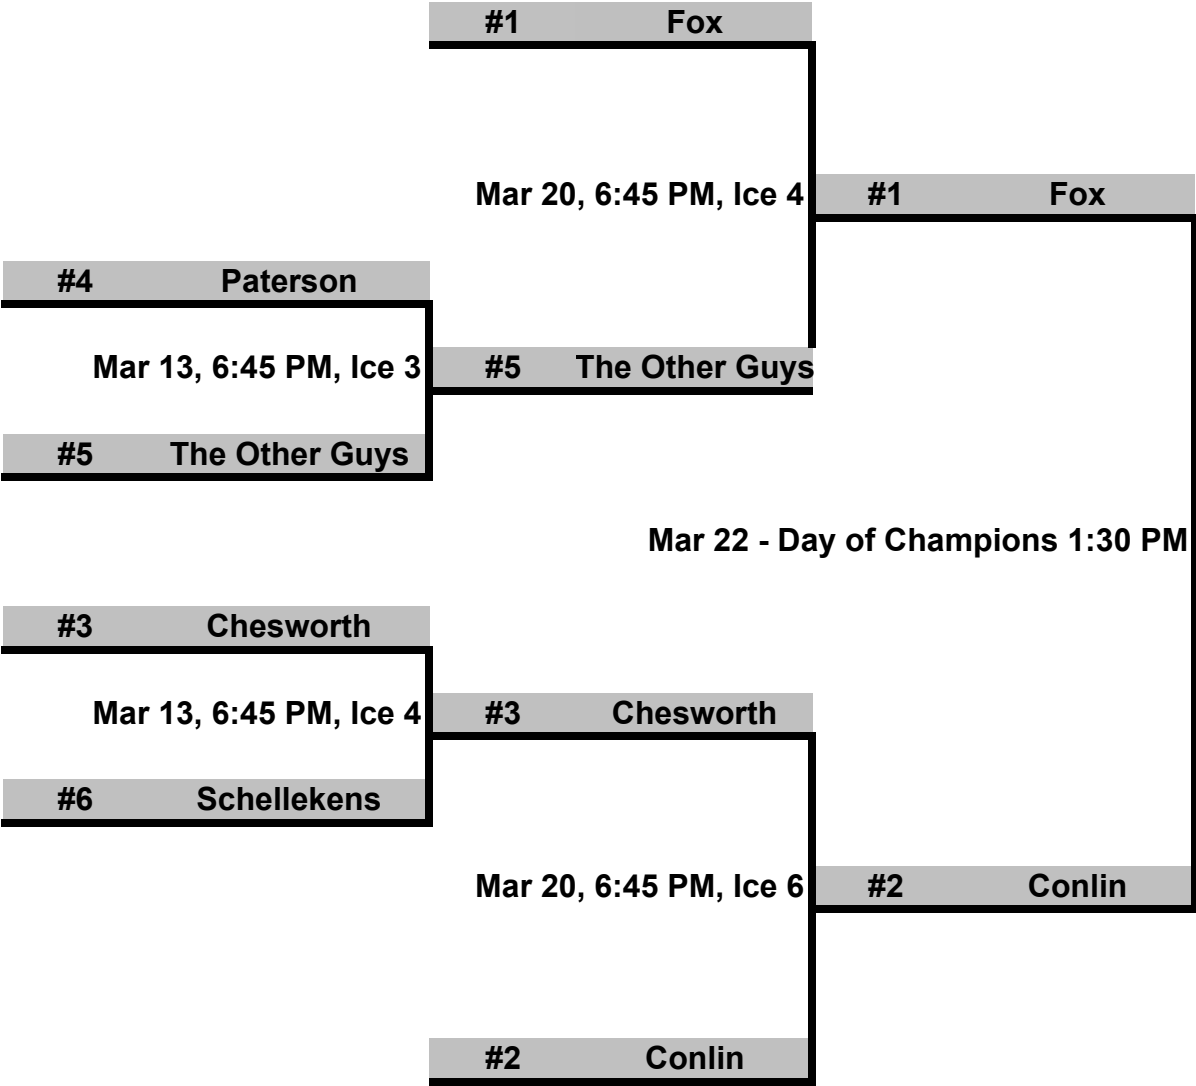 #1 Fox
Mar 20, 6:45 PM, Ice 4
#1 Fox
#4 Paterson
Mar 13, 6:45 PM, Ice 3
#5 The Other Guys
#5 The Other Guys
Mar 22 - Day of Champions 1:30 PM
#3 Chesworth
Mar 13, 6:45 PM, Ice 4
#3 Chesworth
#6 Schellekens
Mar 20, 6:45 PM, Ice 6
#2 Conlin
#2 Conlin